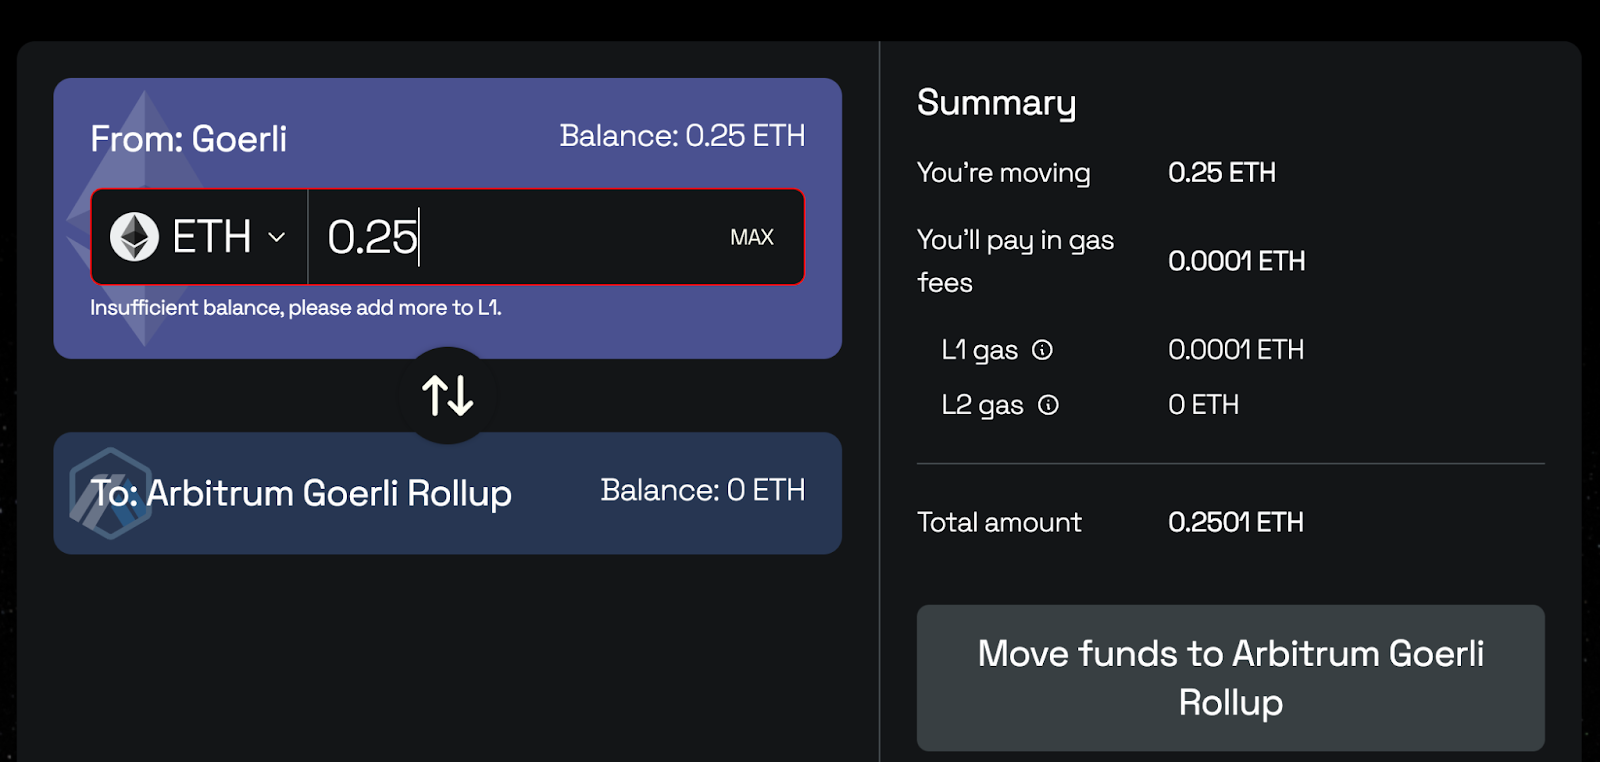 From: Goerli
Balance: 0.25 ETH
ETH
0.25
MAX
Insufficient balance, please add more to L1.
To: Arbitrum Goerli Rollup
Balance: 0 ETH
Summary
You’re moving
0.25 ETH
You’ll pay in gas
fees
0.0001 ETH
L1 gas
0.0001 ETH
L2 gas
0 ETH
Total amount
0.2501 ETH
Move funds to Arbitrum Goerli
Rollup